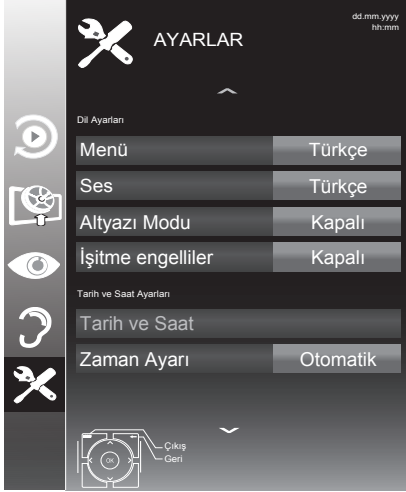 AYARLAR
dd.mm.yyyy
hh:mm
Dil Ayarları
Menü Türkçe
Ses Türkçe
Altyazı Modu Kapalı
İşitme engelliler Kapalı
Tarih ve Saat Ayarları
Tarih ve Saat
Zaman Ayarı Otomatik
Çıkış
OK Geri